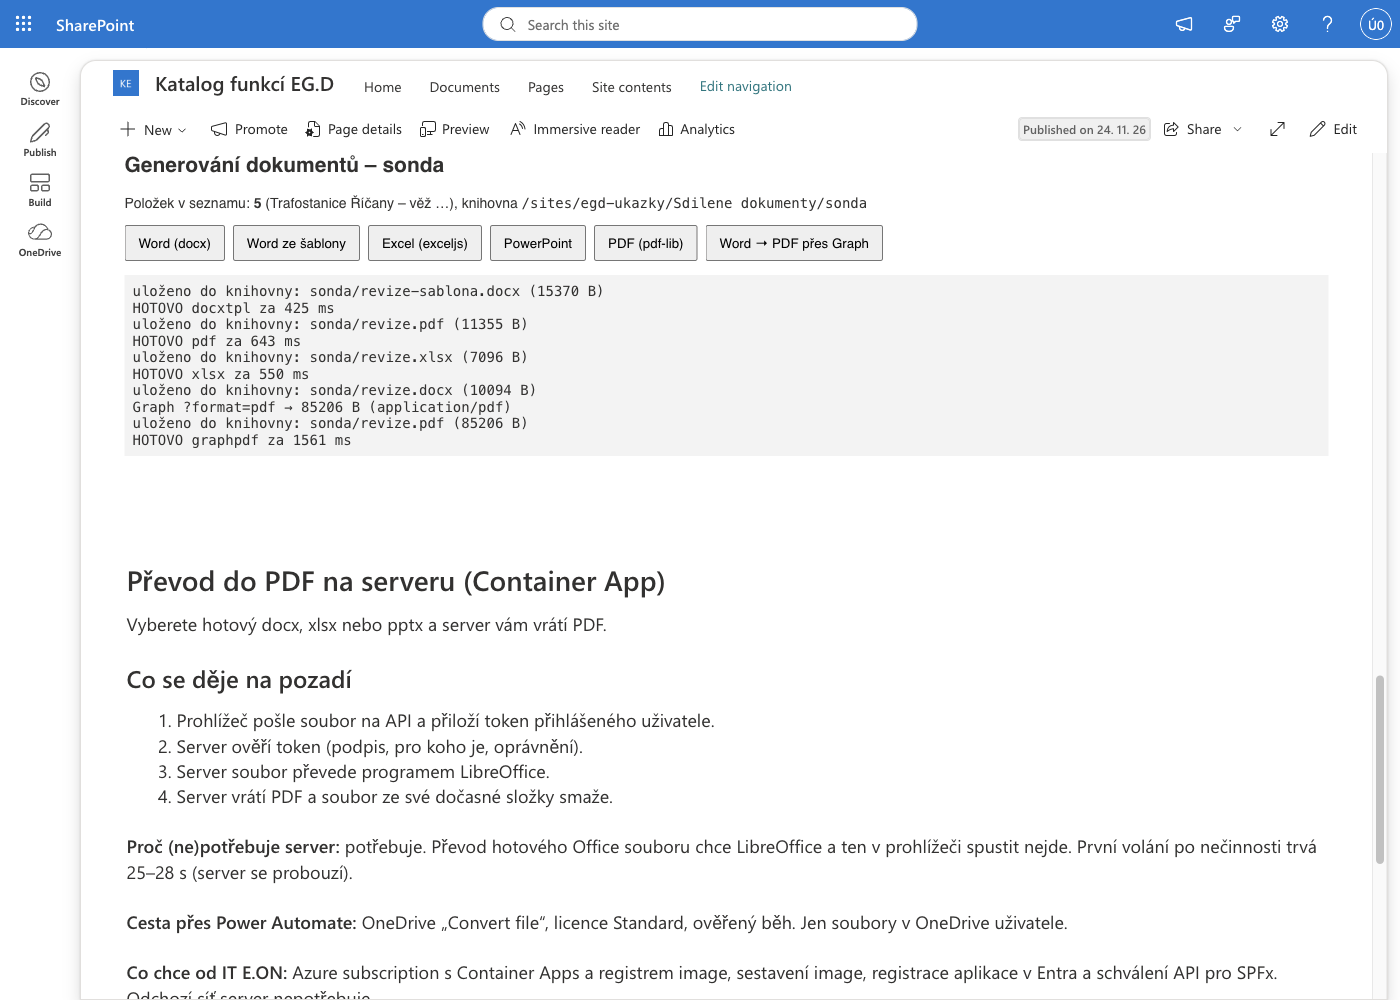 SharePoint
Search this site
Ú0
Discover
Publish
Build
OneDrive
KE
Katalog funkcí EG.D
Home
Documents
Pages
Site contents
Edit navigation
New
Promote
Page details
Preview
Immersive reader
Analytics
Published on 24. 11. 26
Share
Edit
Generování dokumentů – sonda
Položek v seznamu: 5 (Trafostanice Říčany – věž …), knihovna /sites/egd-ukazky/Sdilene dokumenty/sonda
Word (docx)
Word ze šablony
Excel (exceljs)
PowerPoint
PDF (pdf-lib)
Word → PDF přes Graph
uloženo do knihovny: sonda/revize-sablona.docx (15370 B)
HOTOVO docxtpl za 425 ms
uloženo do knihovny: sonda/revize.pdf (11355 B)
HOTOVO pdf za 643 ms
uloženo do knihovny: sonda/revize.xlsx (7096 B)
HOTOVO xlsx za 550 ms
uloženo do knihovny: sonda/revize.docx (10094 B)
Graph ?format=pdf → 85206 B (application/pdf)
uloženo do knihovny: sonda/revize.pdf (85206 B)
HOTOVO graphpdf za 1561 ms
Převod do PDF na serveru (Container App)
Vyberete hotový docx, xlsx nebo pptx a server vám vrátí PDF.
Co se děje na pozadí
1. Prohlížeč pošle soubor na API a přiloží token přihlášeného uživatele.
2. Server ověří token (podpis, pro koho je, oprávnění).
3. Server soubor převede programem LibreOffice.
4. Server vrátí PDF a soubor ze své dočasné složky smaže.
Proč (ne)potřebuje server: potřebuje. Převod hotového Office souboru chce LibreOffice a ten v prohlížeči spustit nejde. První volání po nečinnosti trvá
25–28 s (server se probouzí).
Cesta přes Power Automate: OneDrive „Convert file“, licence Standard, ověřený běh. Jen soubory v OneDrive uživatele.
Co chce od IT E.ON: Azure subscription s Container Apps a registrem image, sestavení image, registrace aplikace v Entra a schválení API pro SPFx.
Odchozí síť server nepotřebuje.